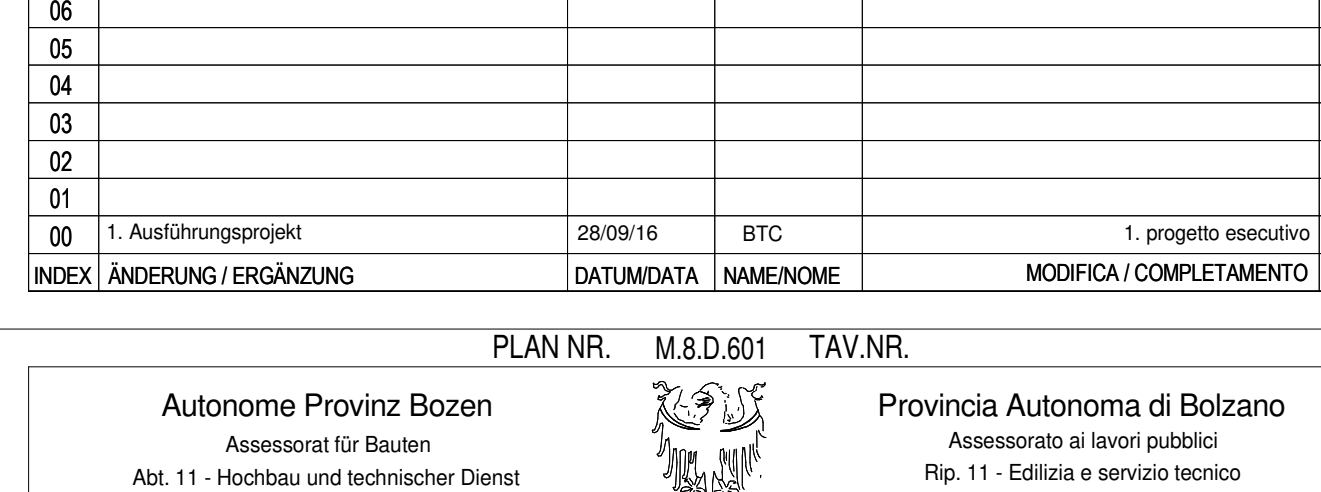 06
05
04
03
02
01
00 1. Ausführungsprojekt 28/09/16 BTC 1. progetto esecutivo
INDEX ÄNDERUNG / ERGÄNZUNG DATUM/DATA NAME/NOME MODIFICA / COMPLETAMENTO
PLAN NR. M.8.D.601 TAV.NR.
Autonome Provinz Bozen Provincia Autonoma di Bolzano
Assessorat für Bauten Assessorato ai lavori pubblici
Abt. 11 - Hochbau und technischer Dienst Rip. 11 - Edilizia e servizio tecnico